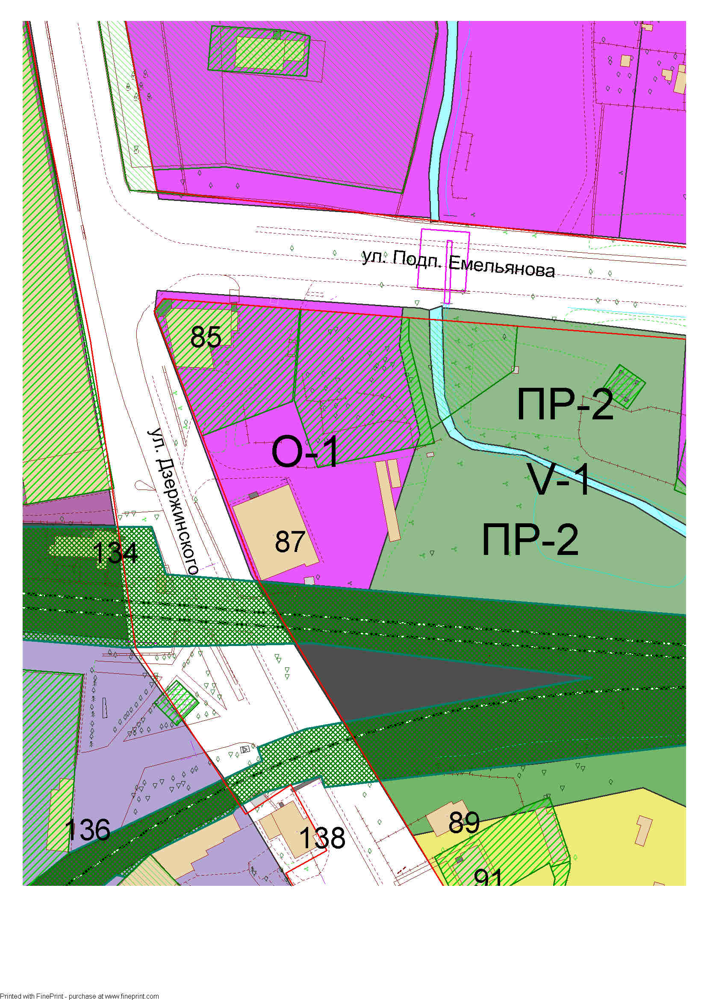 ул. Подп. Емельянова
85
ПР-2
ул. Дзержинского
О-1
V-1
ПР-2
87
134
136
138
89
91
Printed with FinePrint - purchase at www.fineprint.com